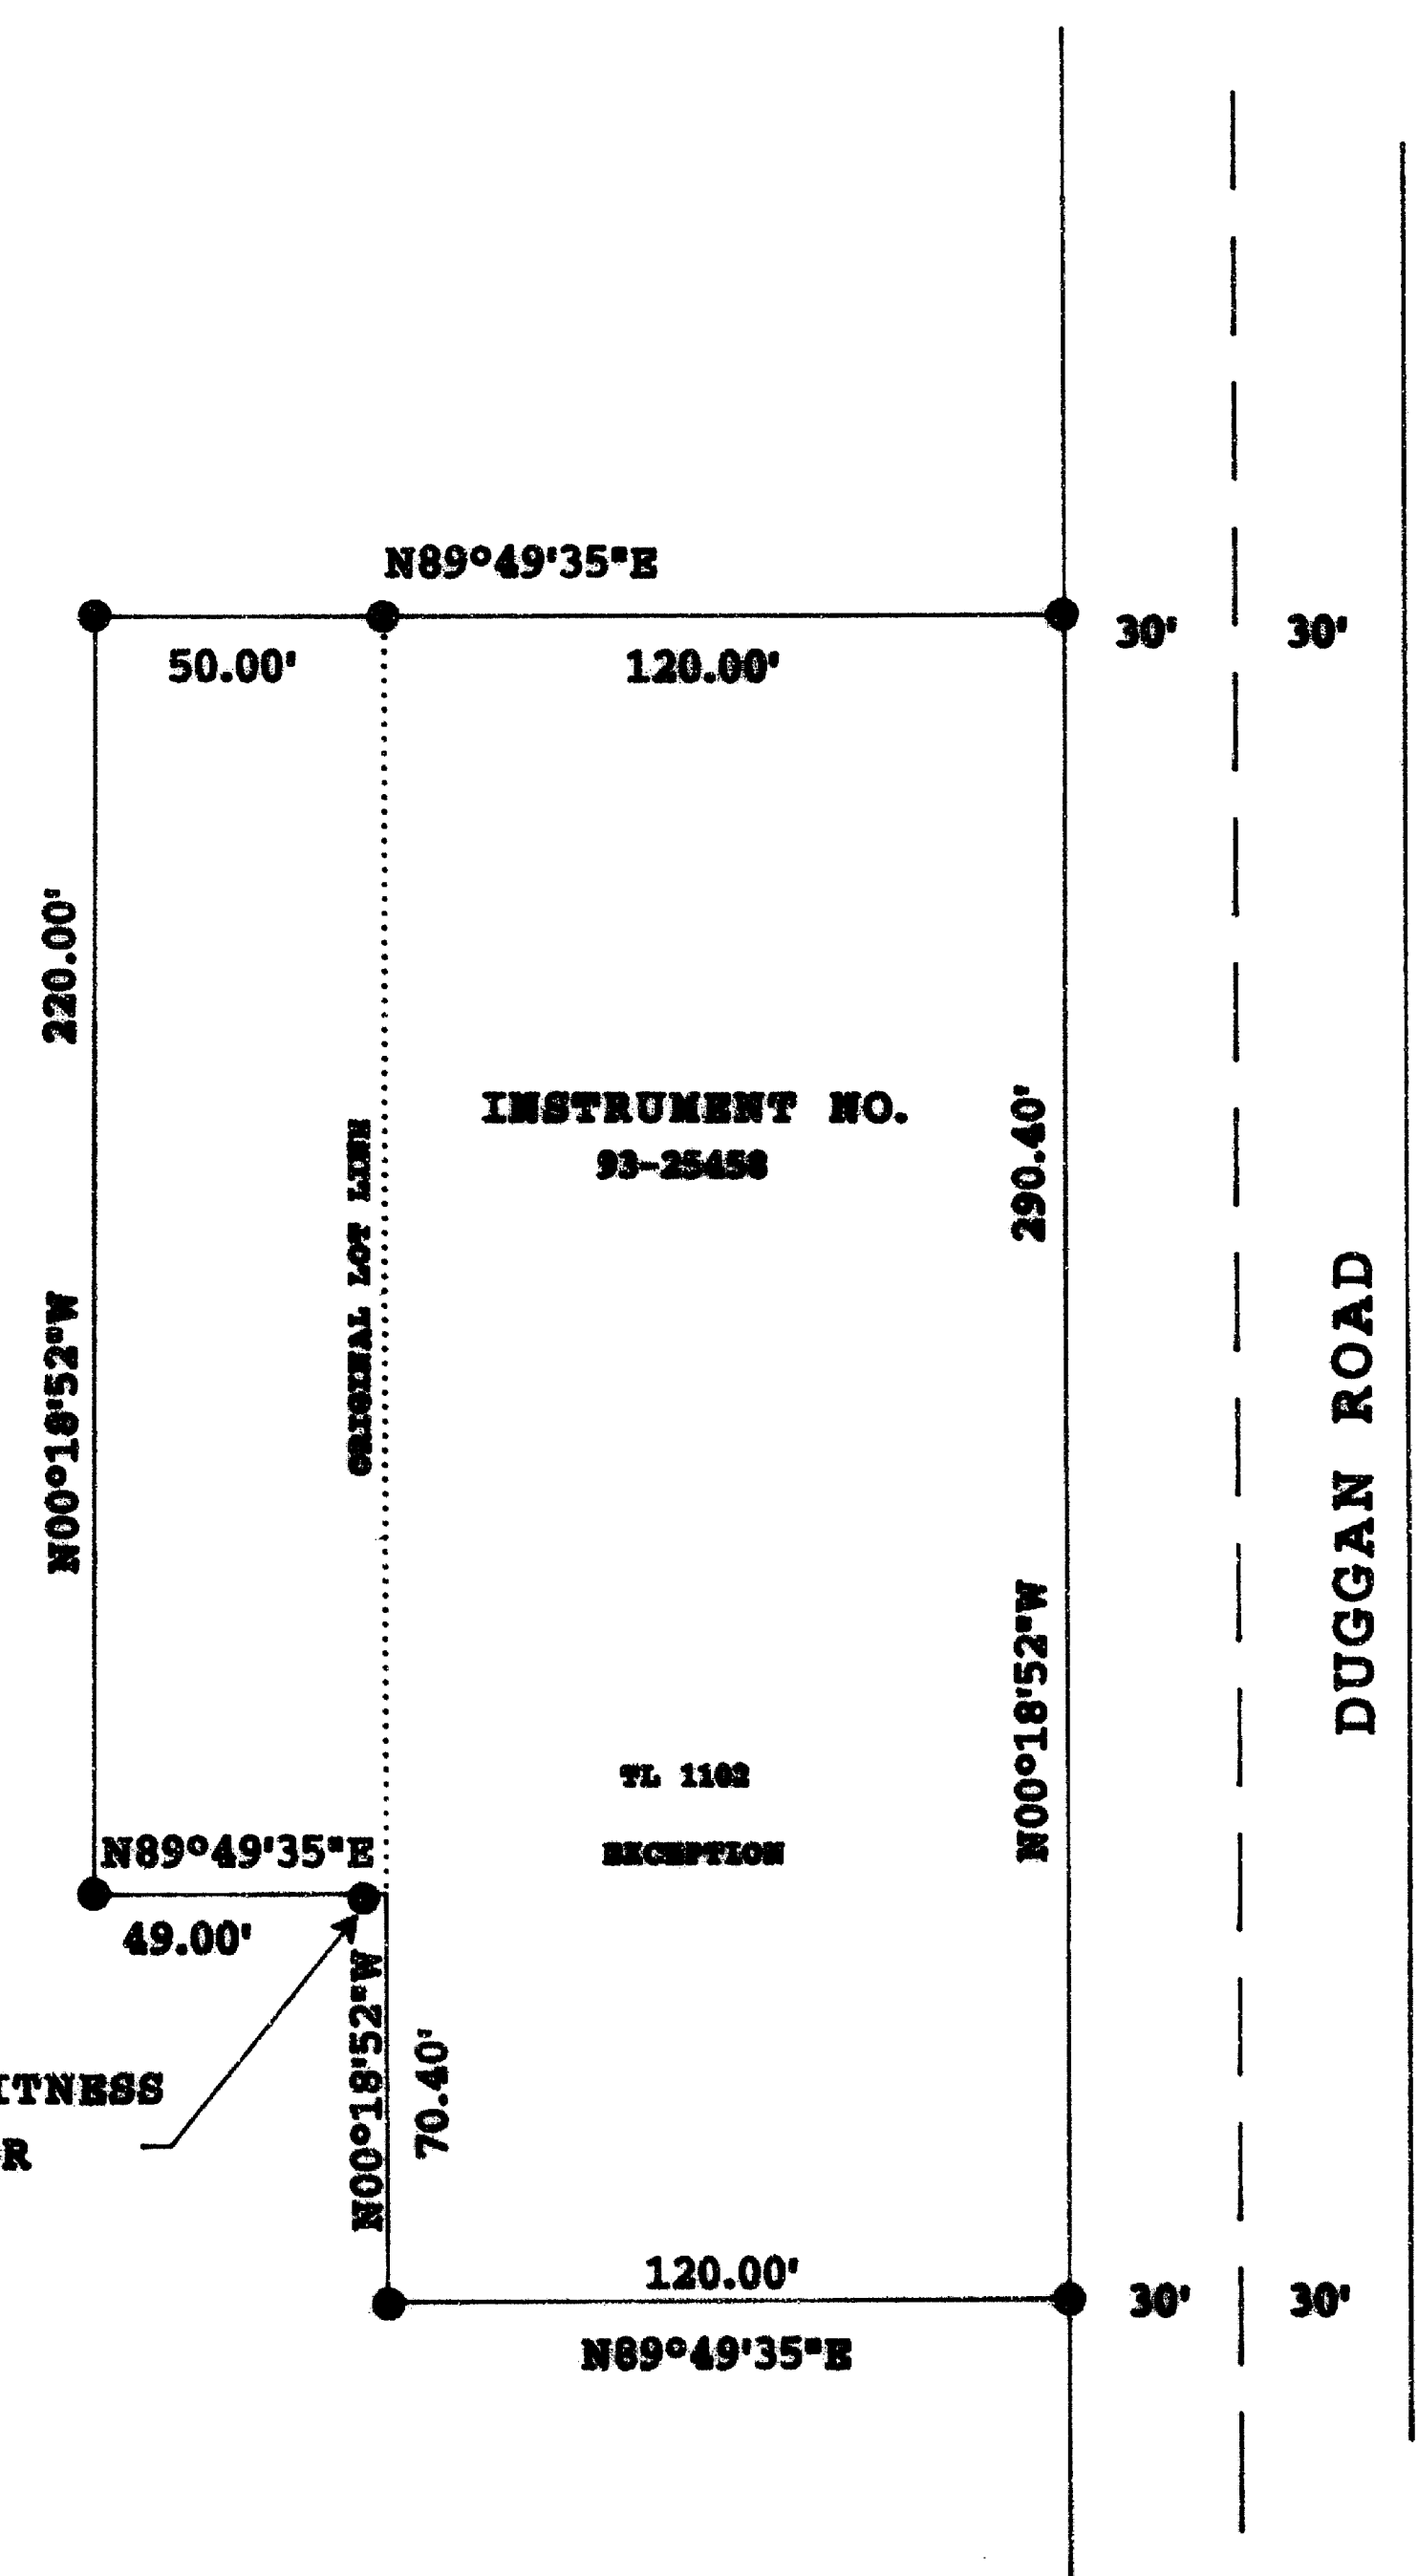 N89°49'35"E
50.00'
120.00'
30'
30'
220.00'
N00°18'52"W
ORIGINAL LOT LINE
INSTRUMENT NO.
93-25458
290.40'
N00°18'52"W
DUGGAN ROAD
TL 1102
EXCEPTION
N89°49'35"E
49.00'
N00°18'52"W
70.40'
ITNESS
R
120.00'
N89°49'35"E
30'
30'